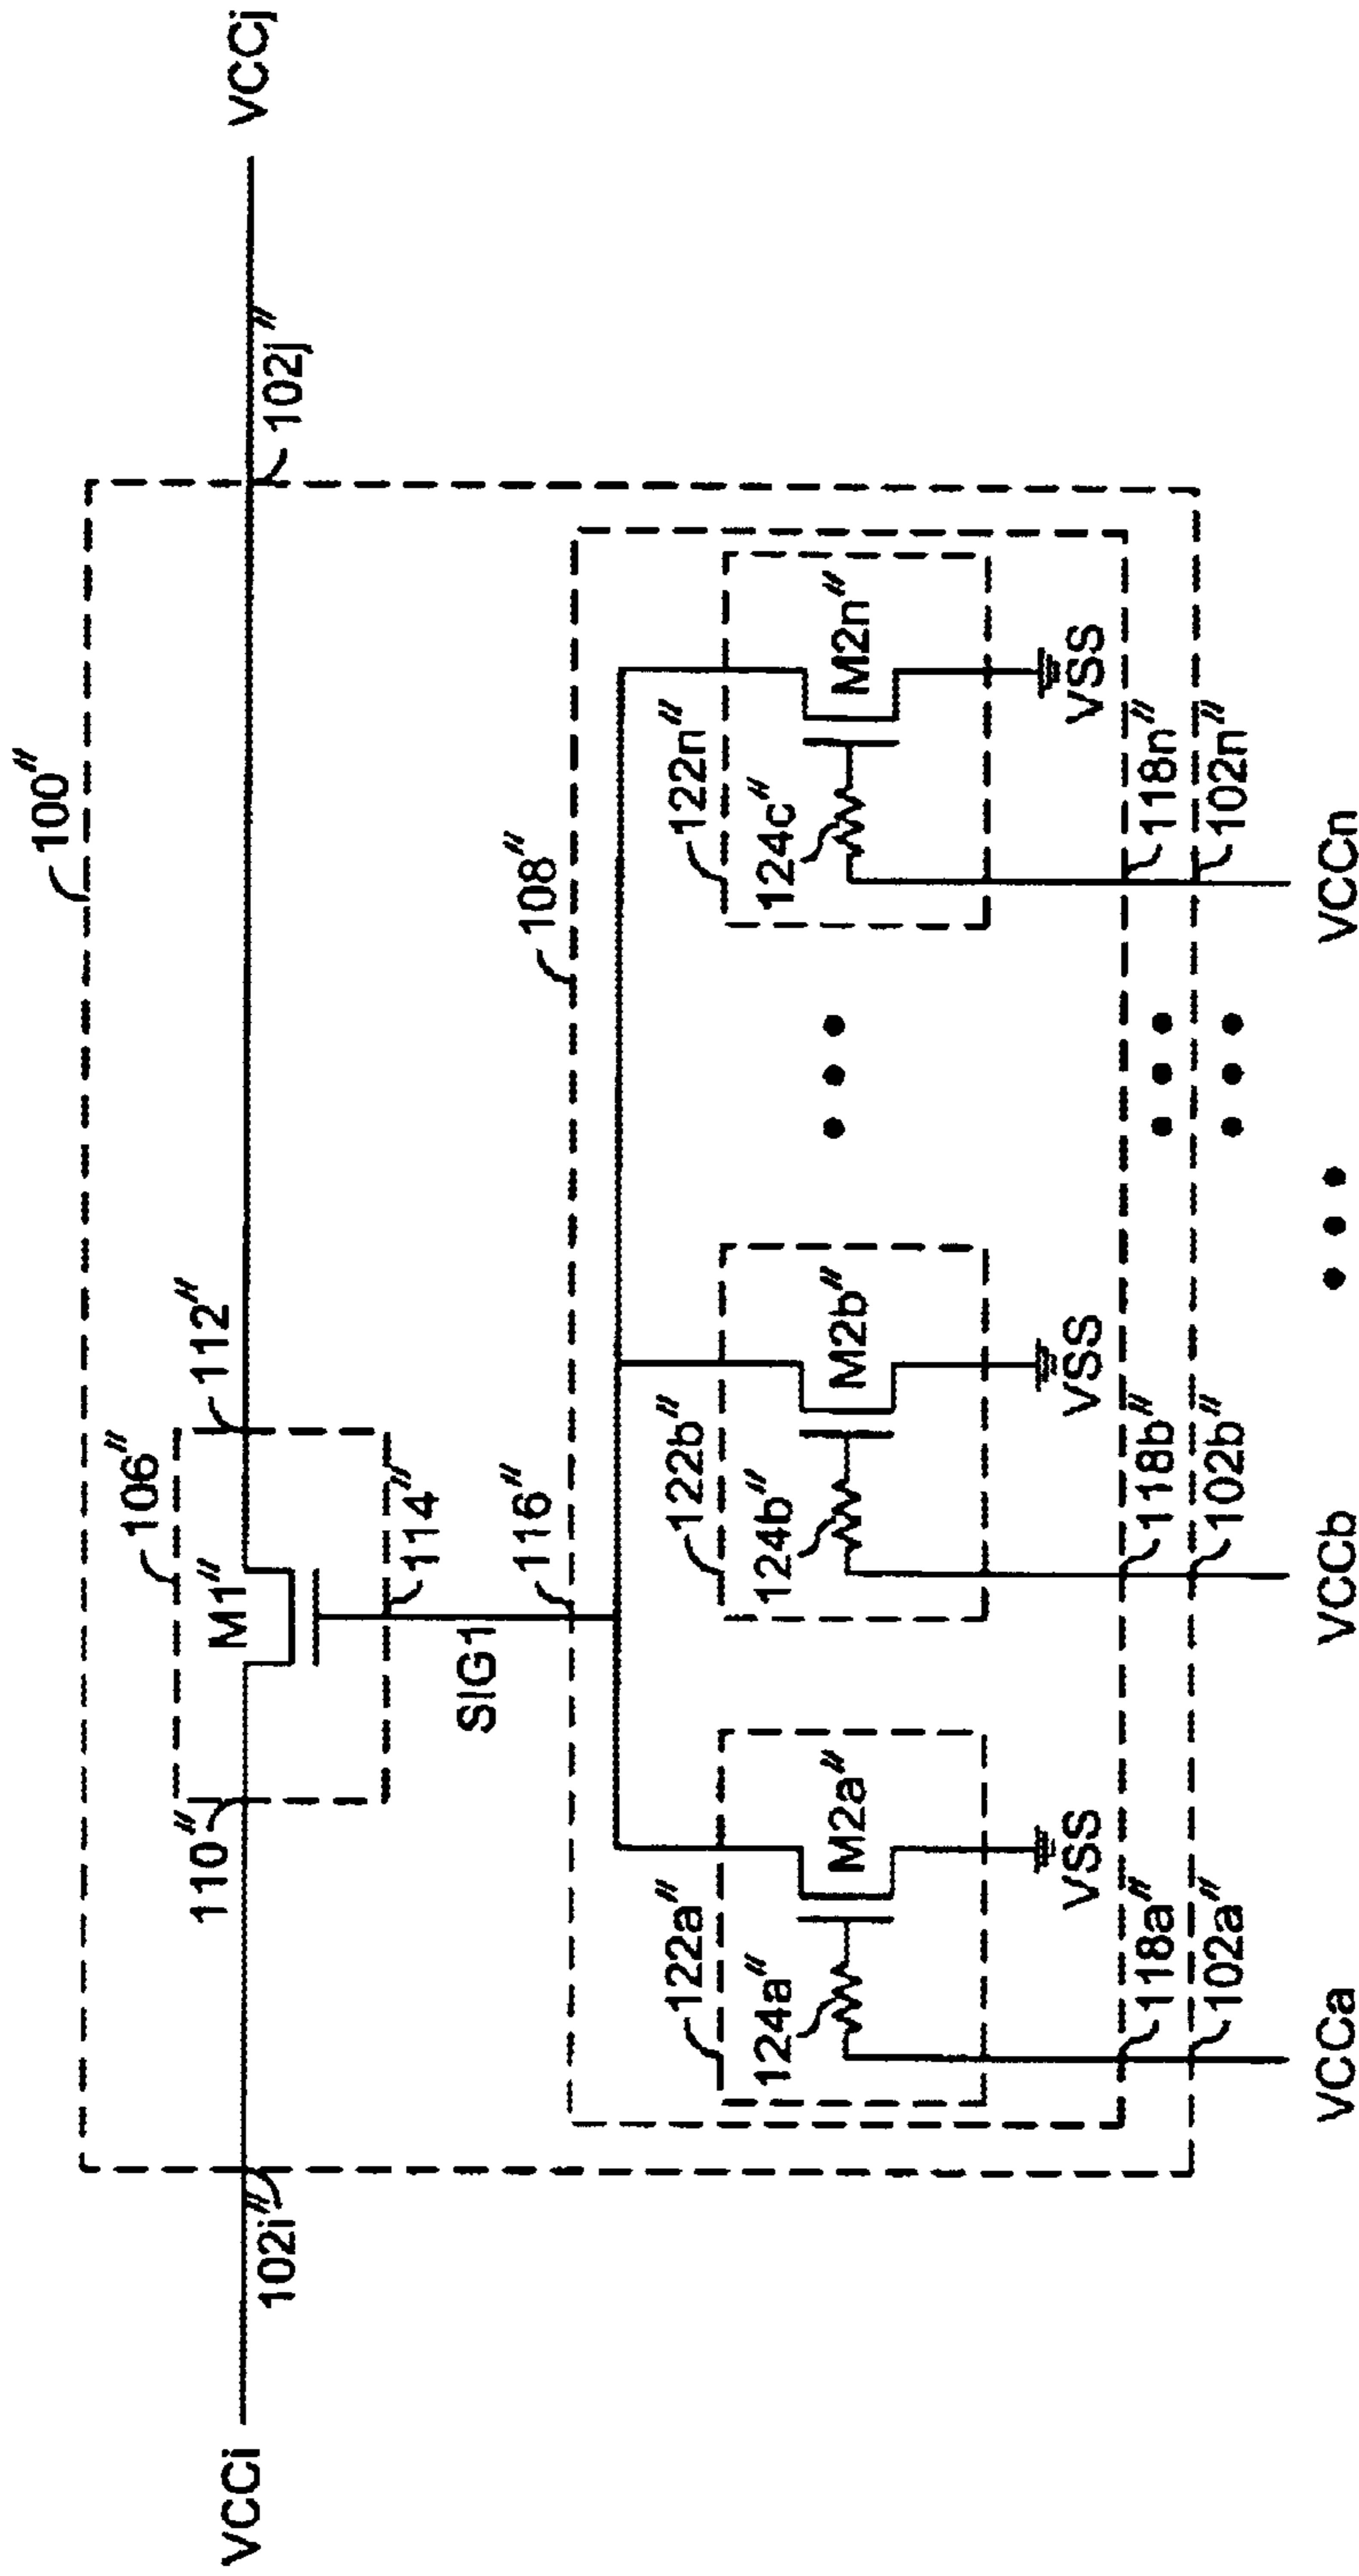 100″
VCCi
102i″
110″
106″
M1″
112″
102j″
VCCj
114″
SIG1
116″
108″
122a″
122b″
122n″
124a″
M2a″
124b″
M2b″
124c″
M2n″
VSS
VSS
VSS
118a″
118b″
118n″
102a″
102b″
102n″
VCCa
VCCb
VCCn